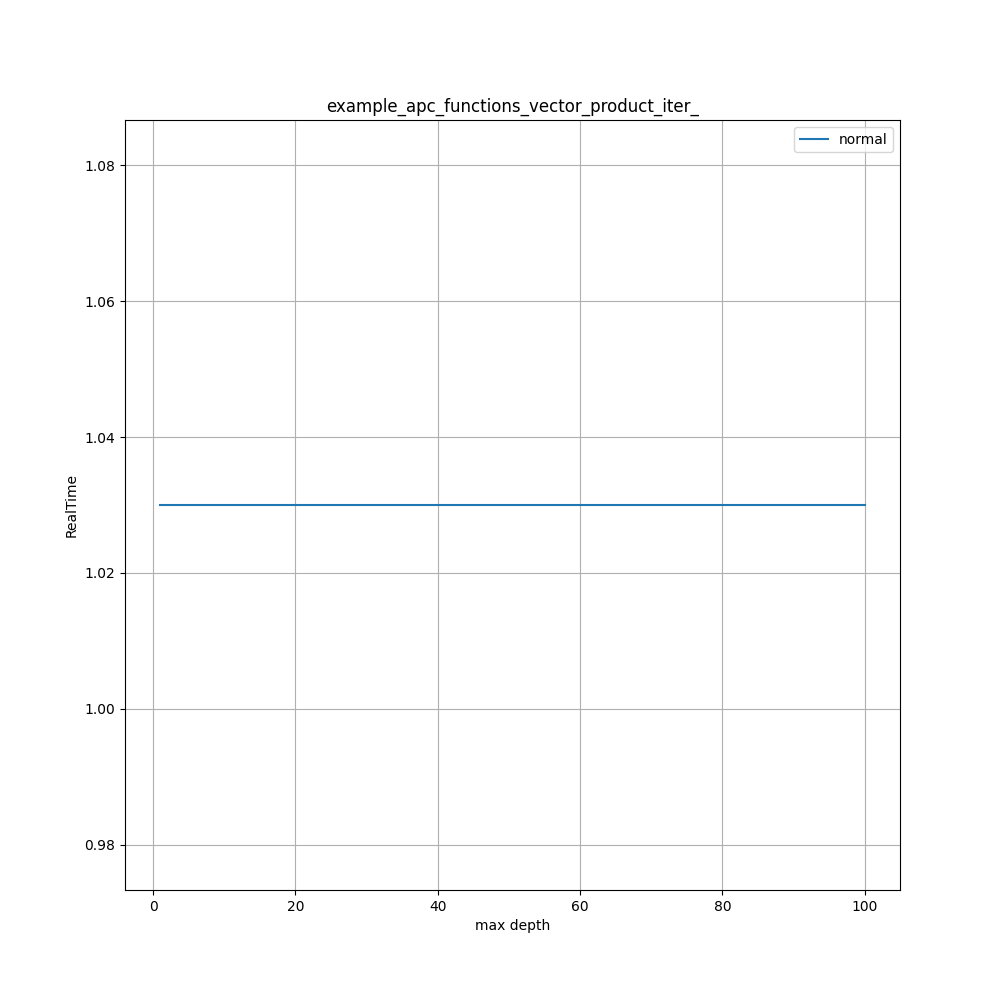 example_apc_functions_vector_product_iter_
normal
1.08
1.06
1.04
1.02
1.00
0.98
RealTime
0 20 40 60 80 100
max depth